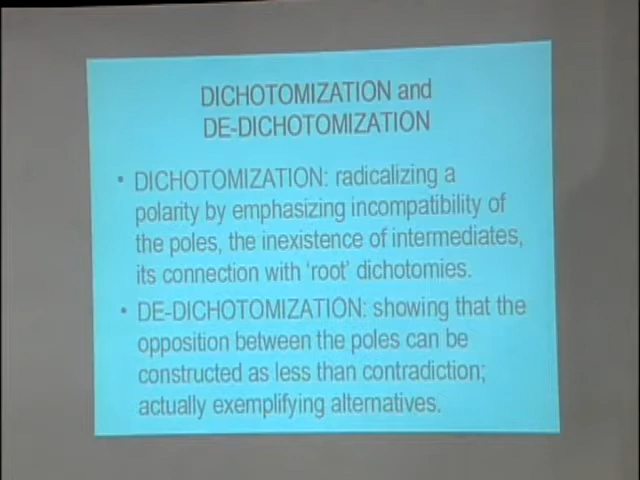 DICHOTOMIZATION and
DE-DICHOTOMIZATION
• DICHOTOMIZATION: radicalizing a
polarity by emphasizing incompatibility of
the poles, the inexistence of intermediates,
its connection with 'root' dichotomies.
• DE-DICHOTOMIZATION: showing that the
opposition between the poles can be
constructed as less than contradiction;
actually exemplifying alternatives.